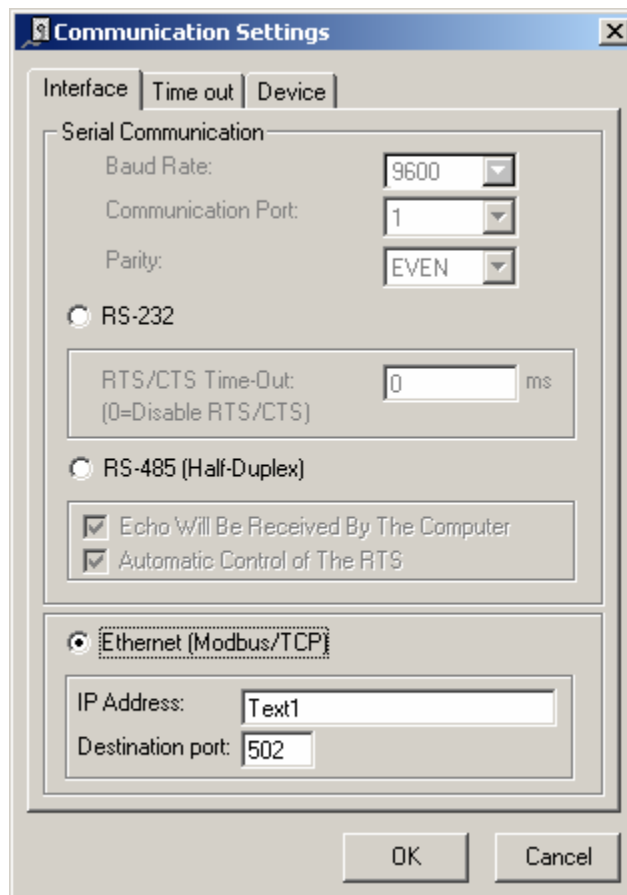 Communication Settings
Interface Time out Device
Serial Communication
Baud Rate: 9600
Communication Port: 1
Parity: EVEN
RS-232
RTS/CTS Time-Out: 0 ms
(0=Disable RTS/CTS)
RS-485 (Half-Duplex)
Echo Will Be Received By The Computer
Automatic Control of The RTS
Ethernet (Modbus/TCP)
IP Address: Text1
Destination port: 502
OK Cancel